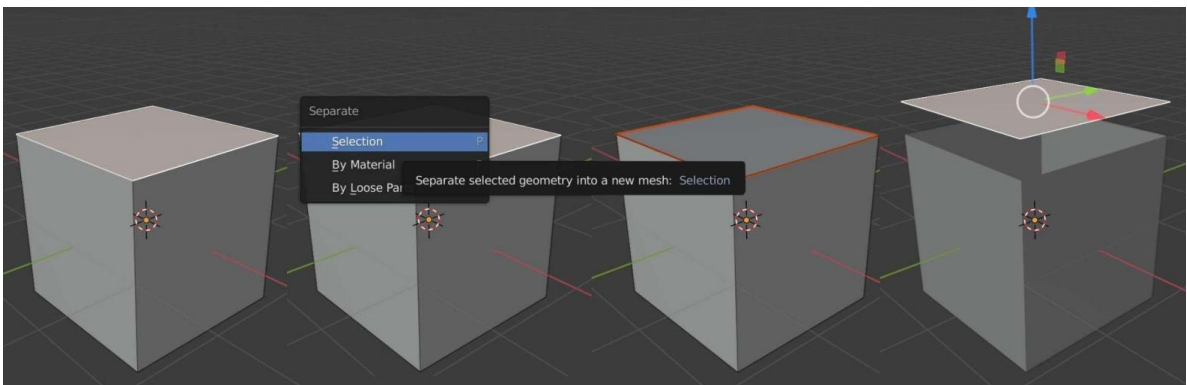 Separate
Selection P
By Material
By Loose Par
Separate selected geometry into a new mesh: Selection